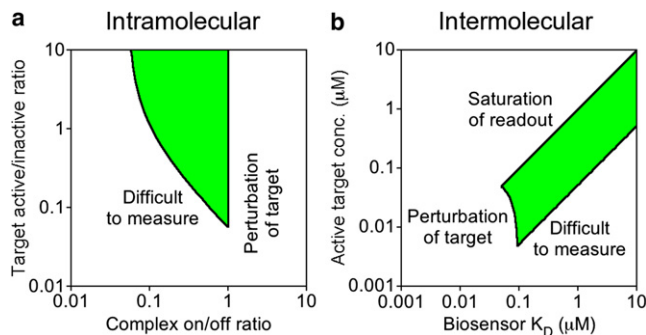 a
Intramolecular
Target active/inactive ratio
10
1
0.1
0.01
Difficult
to measure
Perturbation
of target
0.01
0.1
1
10
Complex on/off ratio
b
Intermolecular
Active target conc. (μM)
10
1
0.1
0.01
0.001
Saturation
of readout
Perturbation
of target
Difficult
to measure
0.001
0.01
0.1
1
10
Biosensor K_D (μM)